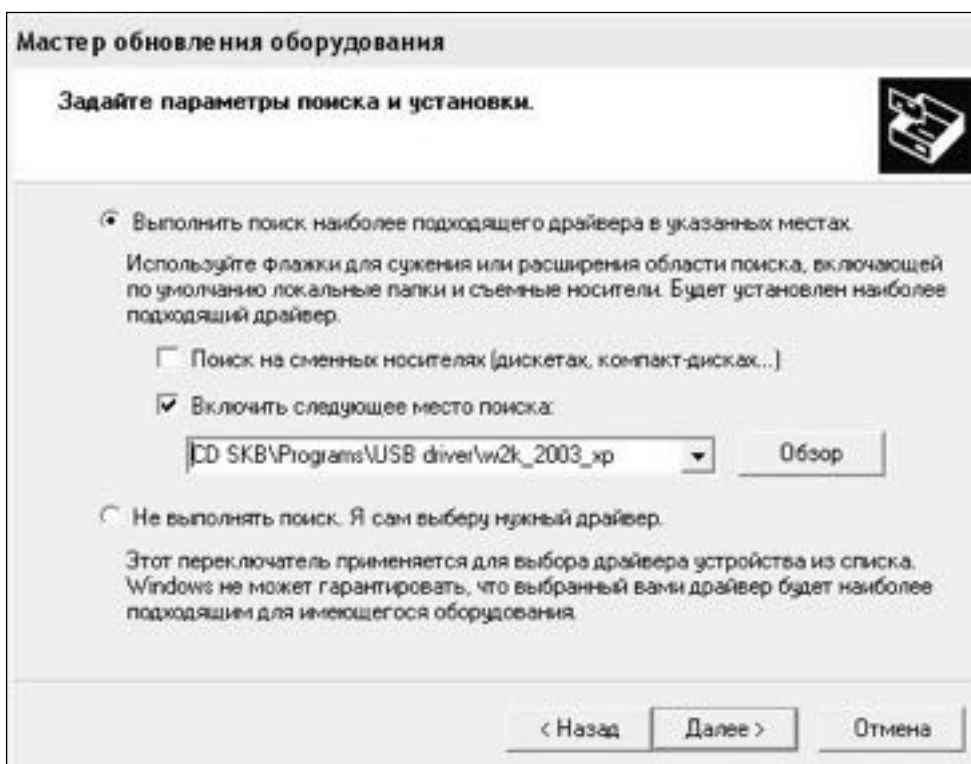 Мастер обновления оборудования
Задайте параметры поиска и установки.
Выполнить поиск наиболее подходящего драйвера в указанных местах.
Используйте флажки для сужения или расширения области поиска, включающей
по умолчанию локальные папки и съемные носители. Будет установлен наиболее
подходящий драйвер.
Поиск на сменных носителях (дискетах, компакт-дисках...)
Включить следующее место поиска:
CD SKB\Programs\USB driver\w2k_2003_xp
Обзор
Не выполнять поиск. Я сам выберу нужный драйвер.
Этот переключатель применяется для выбора драйвера устройства из списка.
Windows не может гарантировать, что выбранный вами драйвер будет наиболее
подходящим для имеющегося оборудования.
< Назад
Далее >
Отмена